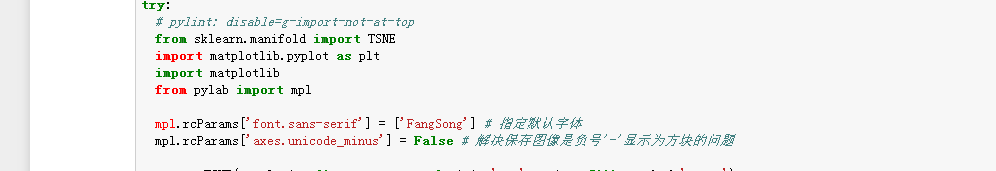 try:
# pylint: disable=g-import-not-at-top
from sklearn.manifold import TSNE
import matplotlib.pyplot as plt
import matplotlib
from pylab import mpl
mpl.rcParams['font.sans-serif'] = ['FangSong'] # 指定默认字体
mpl.rcParams['axes.unicode_minus'] = False # 解决保存图像是负号'-'显示为方块的问题